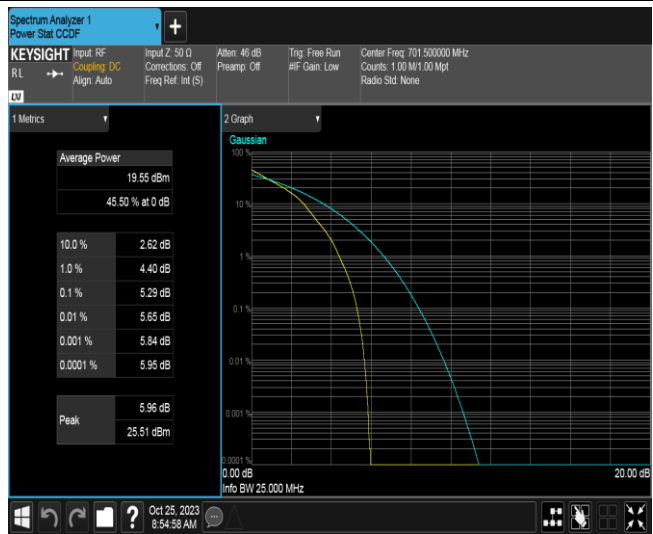 Spectrum Analyzer 1
Power Stat CCDF
+
KEYSIGHT
RL
Input: RF
Coupling: DC
Align: Auto
Input Z: 50 Ω
Corrections: Off
Freq Ref: Int (S)
Atten: 46 dB
Preamp: Off
Trig: Free Run
#IF Gain: Low
Center Freq: 701.500000 MHz
Counts: 1.00 M/1.00 Mpt
Radio Std: None
1 Metrics
Average Power
19.55 dBm
45.50 % at 0 dB
10.0 % 2.62 dB
1.0 % 4.40 dB
0.1 % 5.29 dB
0.01 % 5.65 dB
0.001 % 5.84 dB
0.0001 % 5.95 dB
Peak
5.96 dB
25.51 dBm
2 Graph
Gaussian
100 %
10 %
1 %
0.1 %
0.01 %
0.001 %
0.0001 %
0.00 dB 20.00 dB
Info BW 25.000 MHz
?
Oct 25, 2023
8:54:58 AM